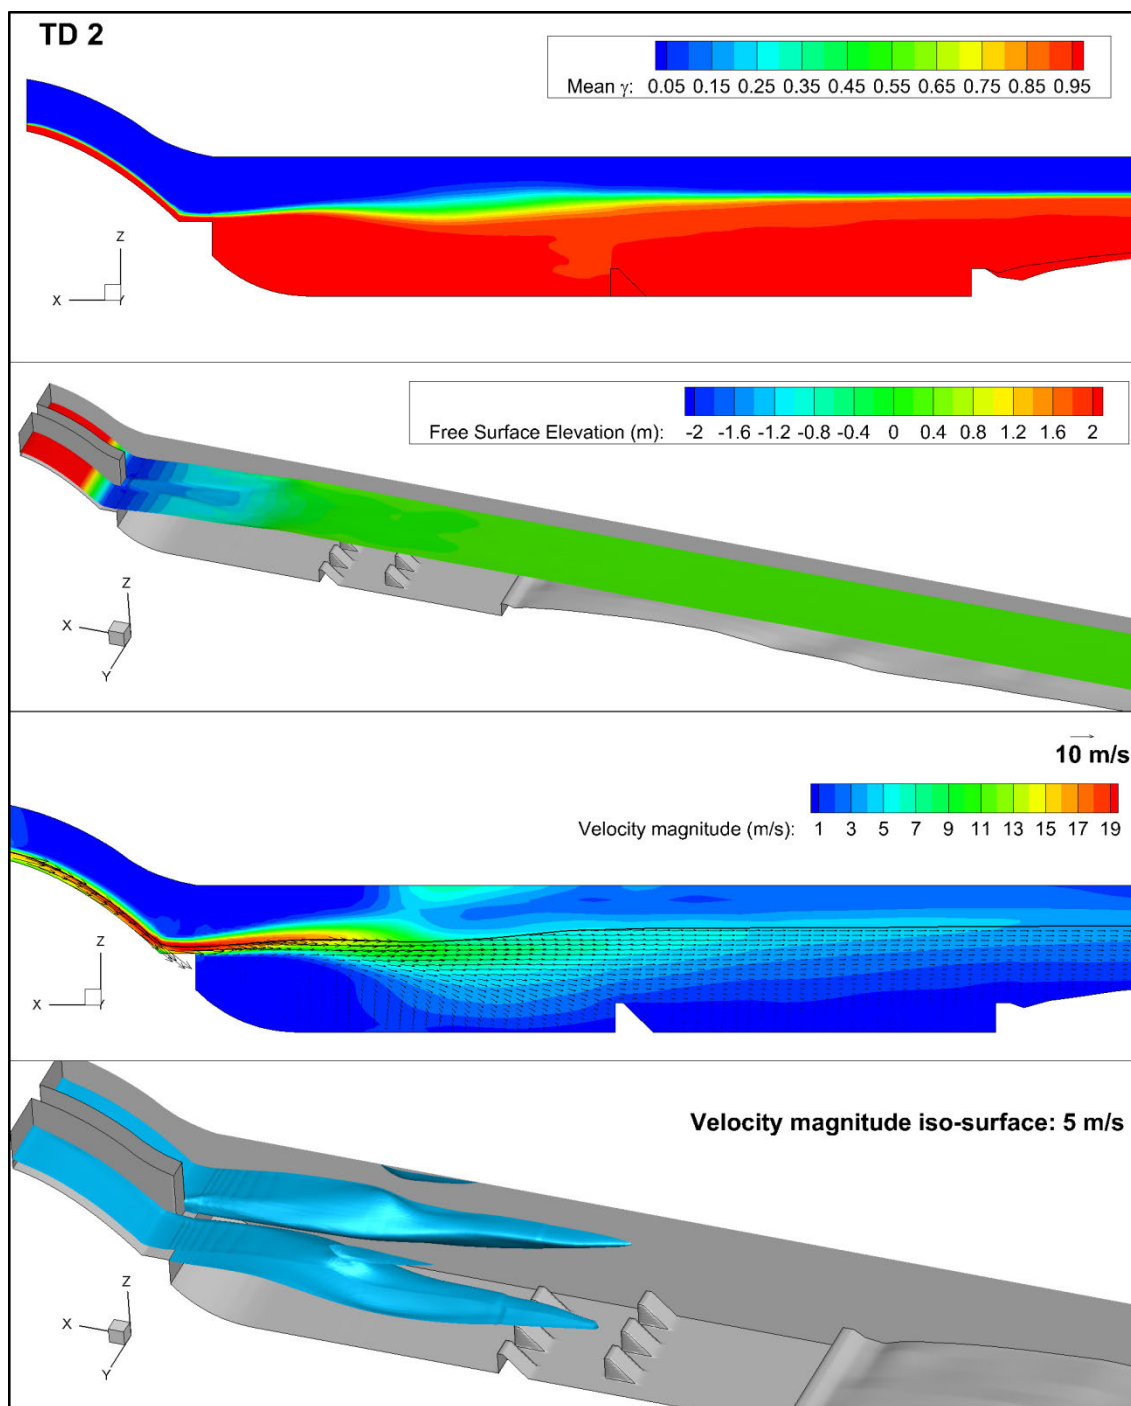 TD 2
Mean γ: 0.05 0.15 0.25 0.35 0.45 0.55 0.65 0.75 0.85 0.95
Z
X
Y
Free Surface Elevation (m): -2 -1.6 -1.2 -0.8 -0.4 0 0.4 0.8 1.2 1.6 2
Z
X
Y
10 m/s
Velocity magnitude (m/s): 1 3 5 7 9 11 13 15 17 19
Z
X
Y
Velocity magnitude iso-surface: 5 m/s
Z
X
Y